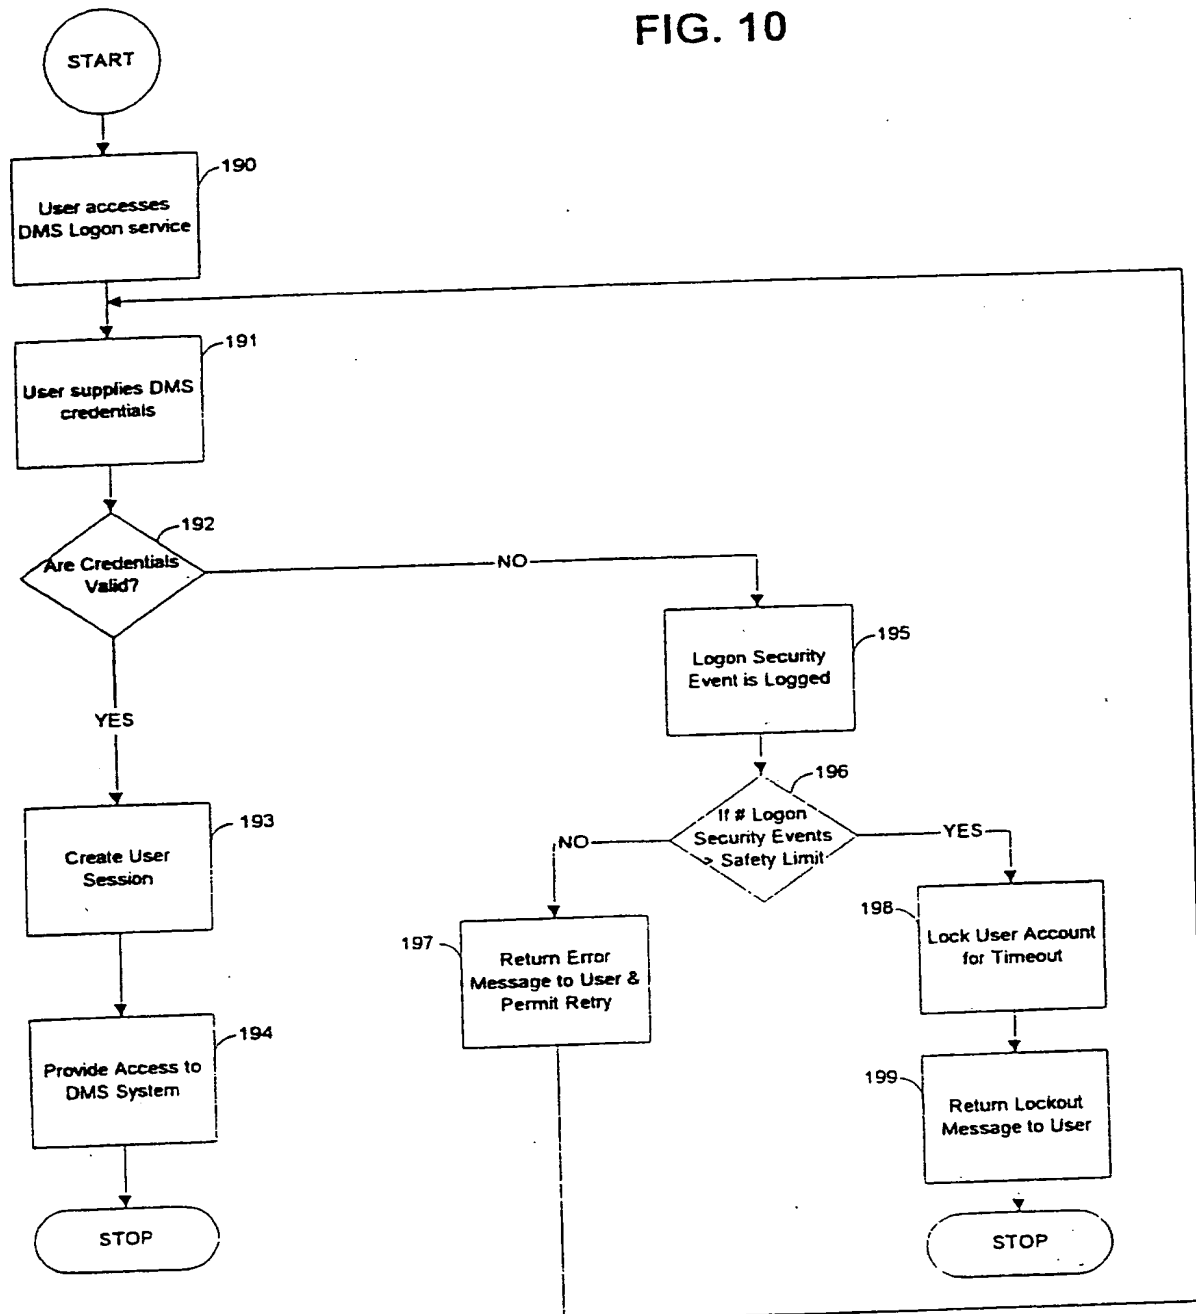 FIG. 10
START
190
User accesses
DMS Logon service
191
User supplies DMS
credentials
192
Are Credentials
Valid?
NO
YES
195
Logon Security
Event is Logged
196
If # Logon
Security Events
> Safety Limit
NO
YES
193
Create User
Session
197
Return Error
Message to User &
Permit Retry
198
Lock User Account
for Timeout
194
Provide Access to
DMS System
199
Return Lockout
Message to User
STOP
STOP